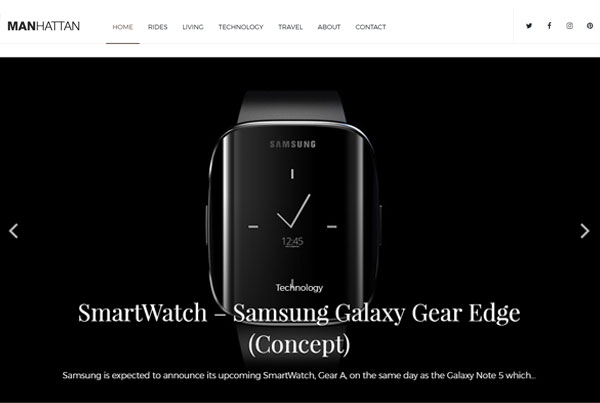 MANHATTAN
HOME RIDES LIVING TECHNOLOGY TRAVEL ABOUT CONTACT
SAMSUNG
12:45
Technology
SmartWatch – Samsung Galaxy Gear Edge
(Concept)
Samsung is expected to announce its upcoming SmartWatch, Gear A, on the same day as the Galaxy Note 5 which...